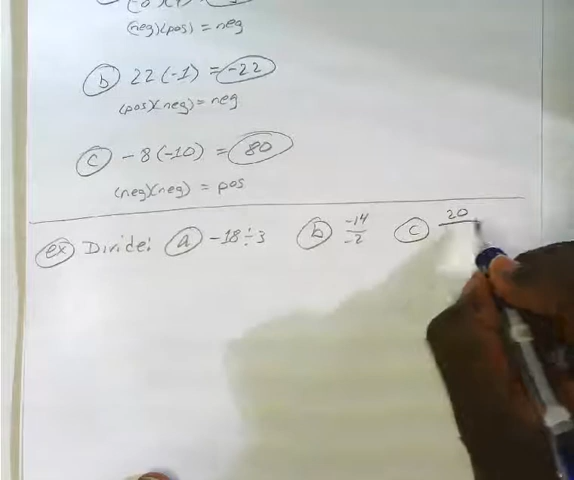 (neg)(pos) = neg
(b) 22(-1) = -22
(pos)(neg) = neg
(c) -8(-10) = 80
(neg)(neg) = pos
(ex) Divide: (a) -18÷3 (b) -14/-2 (c) 20